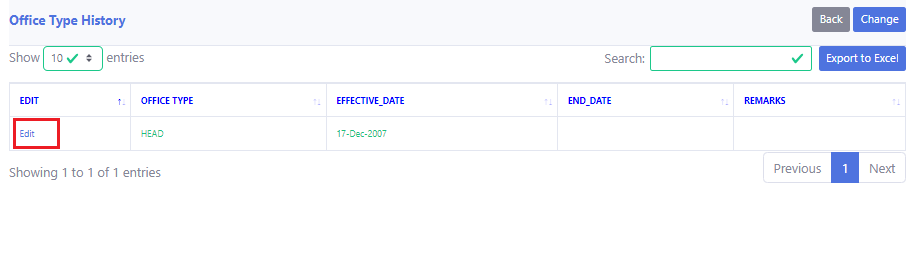 Office Type History
Back Change
Show 10 entries
Search:
Export to Excel
EDIT OFFICE TYPE EFFECTIVE_DATE END_DATE REMARKS
Edit HEAD 17-Dec-2007
Showing 1 to 1 of 1 entries
Previous 1 Next